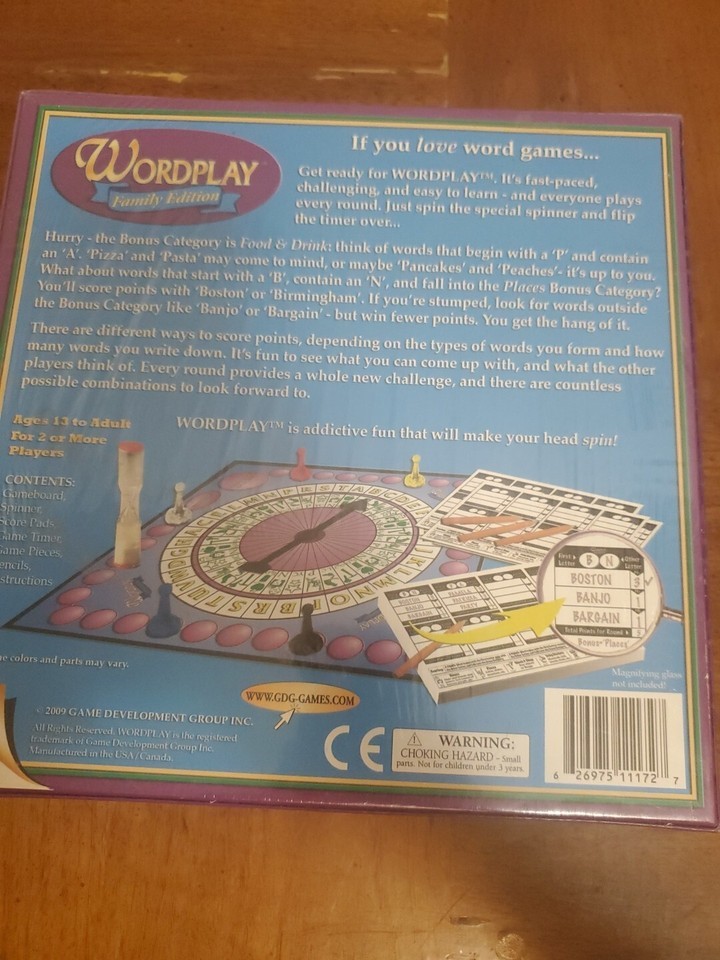 WORDPLAY
Family Edition
If you love word games...
Get ready for WORDPLAY™. It's fast-paced,
challenging, and easy to learn - and everyone plays
every round. Just spin the special spinner and flip
the timer over...
Hurry - the Bonus Category is Food & Drink: think of words that begin with a 'P' and contain
an 'A'. 'Pizza' and 'Pasta' may come to mind, or maybe 'Pancakes' and 'Peaches'- it's up to you.
What about words that start with a 'B', contain an 'N', and fall into the Places Bonus Category?
You'll score points with 'Boston' or 'Birmingham'. If you're stumped, look for words outside
the Bonus Category like 'Banjo' or 'Bargain' - but win fewer points. You get the hang of it.
There are different ways to score points, depending on the types of words you form and how
many words you write down. It's fun to see what you can come up with, and what the other
players think of. Every round provides a whole new challenge, and there are countless
possible combinations to look forward to.
Ages 13 to Adult
For 2 or More
Players
WORDPLAY™ is addictive fun that will make your head spin!
CONTENTS:
Gameboard,
Spinner,
Score Pads,
Game Timer,
Game Pieces,
encils,
structions
First Letter B N Other Letter
BOSTON 3
BANJO 1
BARGAIN 1
Total Points for Round
Bonus: Places
Magnifying glass
not included!
e colors and parts may vary.
WWW.GDG-GAMES.COM
© 2009 GAME DEVELOPMENT GROUP INC.
All Rights Reserved. WORDPLAY is the registered
trademark of Game Development Group Inc.
Manufactured in the USA/Canada.
CE
WARNING:
CHOKING HAZARD - Small
parts. Not for children under 3 years.
6 26975 11172 7